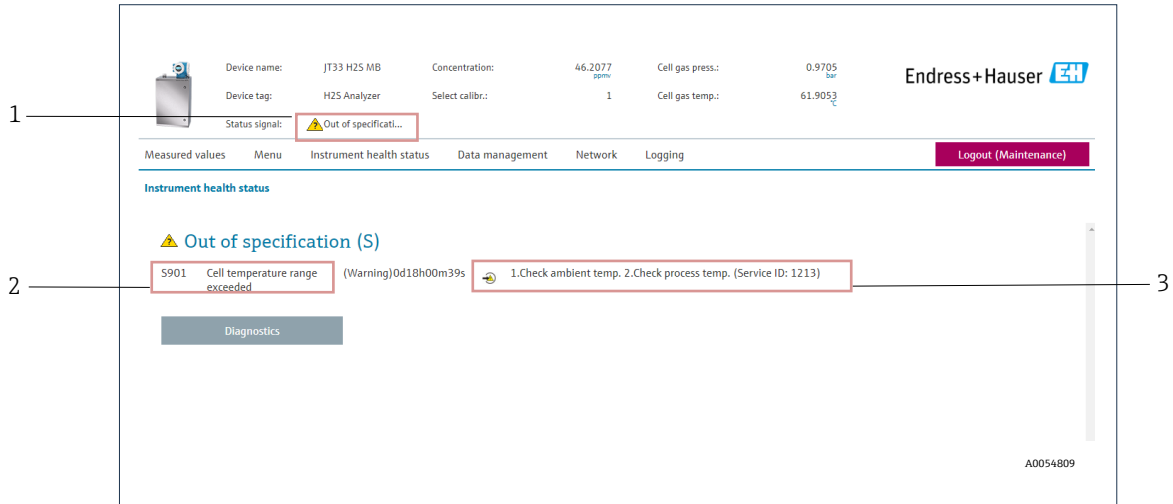 Device name: JT33 H2S MB Concentration: 46.2077 ppmv Cell gas press.: 0.9705 bar
Endress+Hauser EH
Device tag: H2S Analyzer Select calibr.: 1 Cell gas temp.: 61.9053 °C
1
Status signal: Out of specificati...
Measured values Menu Instrument health status Data management Network Logging Logout (Maintenance)
Instrument health status
Out of specification (S)
S901 Cell temperature range exceeded (Warning)0d18h00m39s 1.Check ambient temp. 2.Check process temp. (Service ID: 1213)
2
3
Diagnostics
A0054809